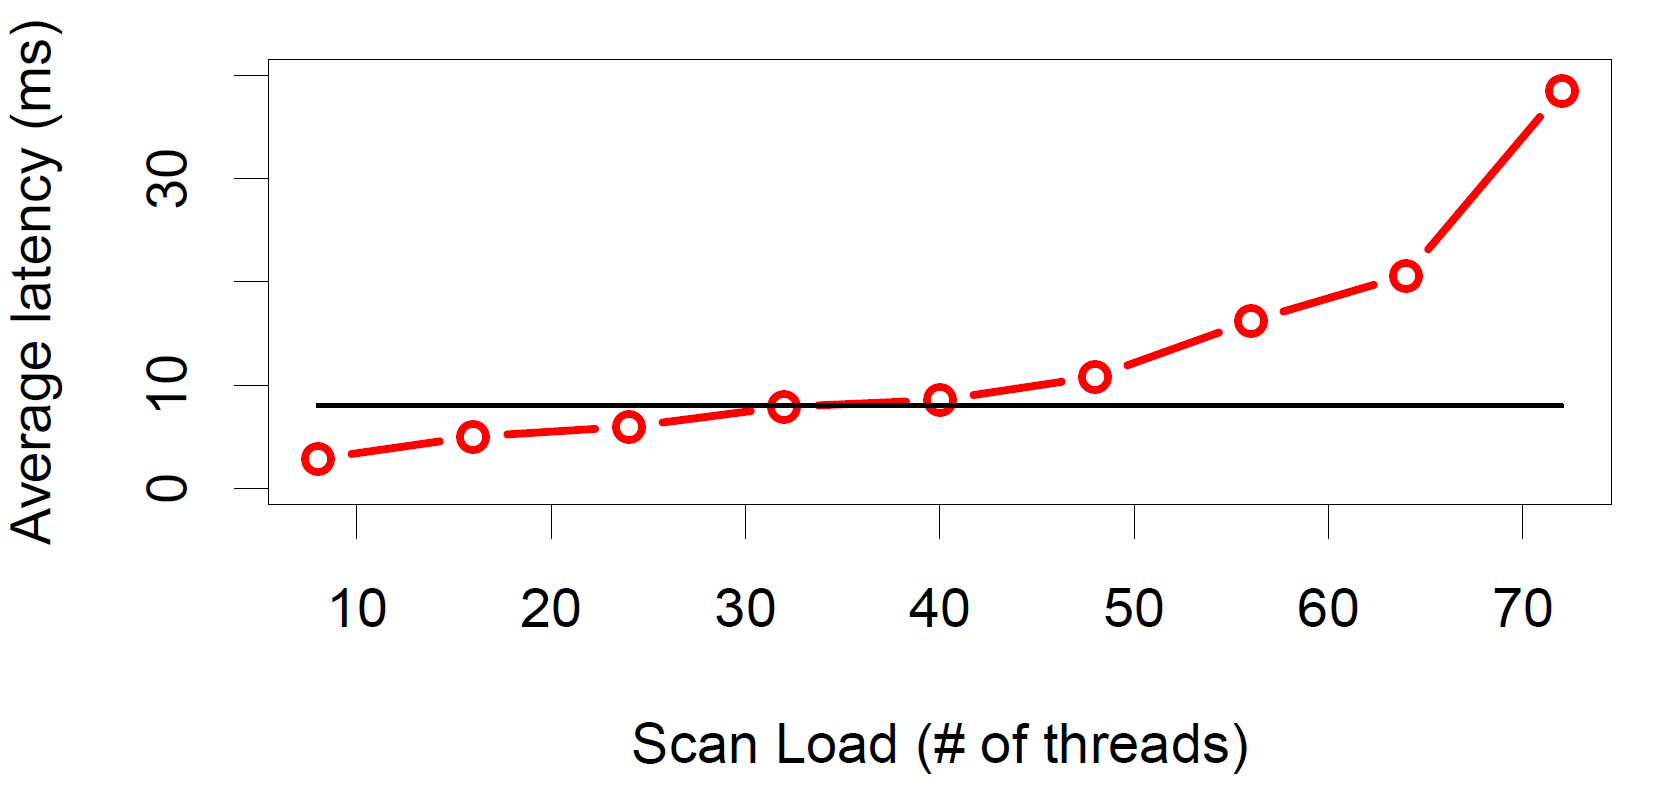 Average latency (ms)
30
10
0
10 20 30 40 50 60 70
Scan Load (# of threads)